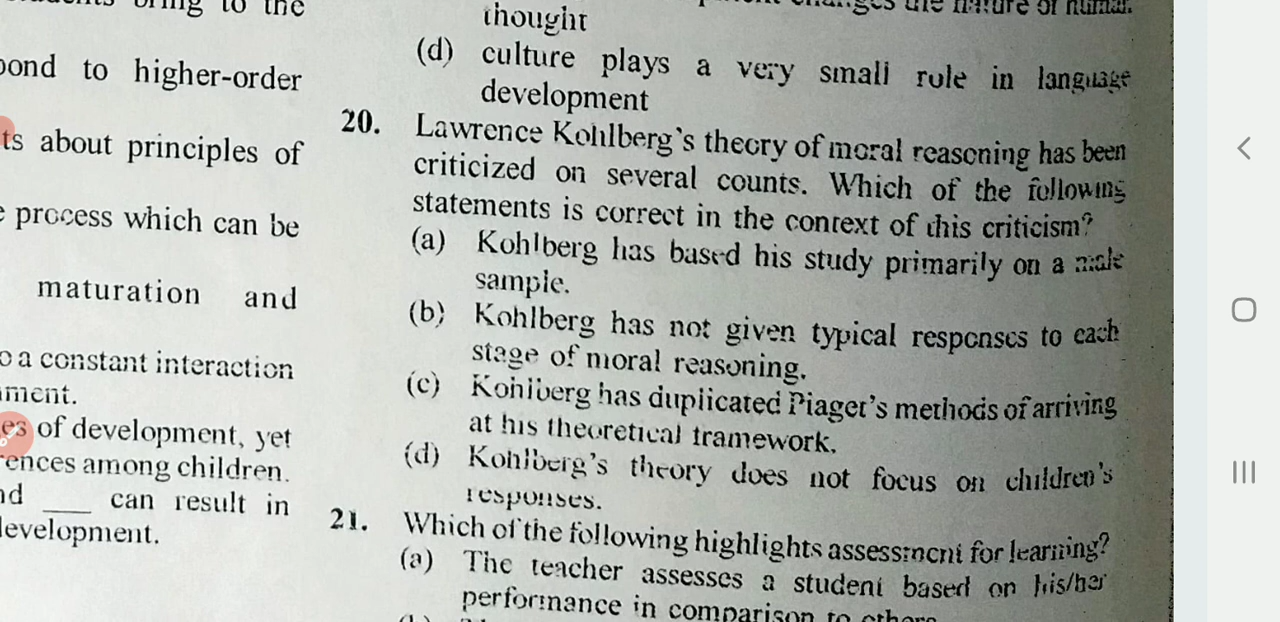 bring to the
ond to higher-order
ts about principles of
process which can be
maturation and
o a constant interaction
ment.
es of development, yet
rences among children.
nd ___ can result in
development.
thought
(d) culture plays a very small role in language
development
20. Lawrence Kohlberg's theory of moral reasoning has been
criticized on several counts. Which of the following
statements is correct in the context of this criticism?
(a) Kohlberg has based his study primarily on a male
sample.
(b) Kohlberg has not given typical responses to each
stage of moral reasoning.
(c) Kohlberg has duplicated Piaget's methods of arriving
at his theoretical framework.
(d) Kohlberg's theory does not focus on children's
responses.
21. Which of the following highlights assessment for learning?
(a) The teacher assesses a student based on his/her
performance in comparison to others